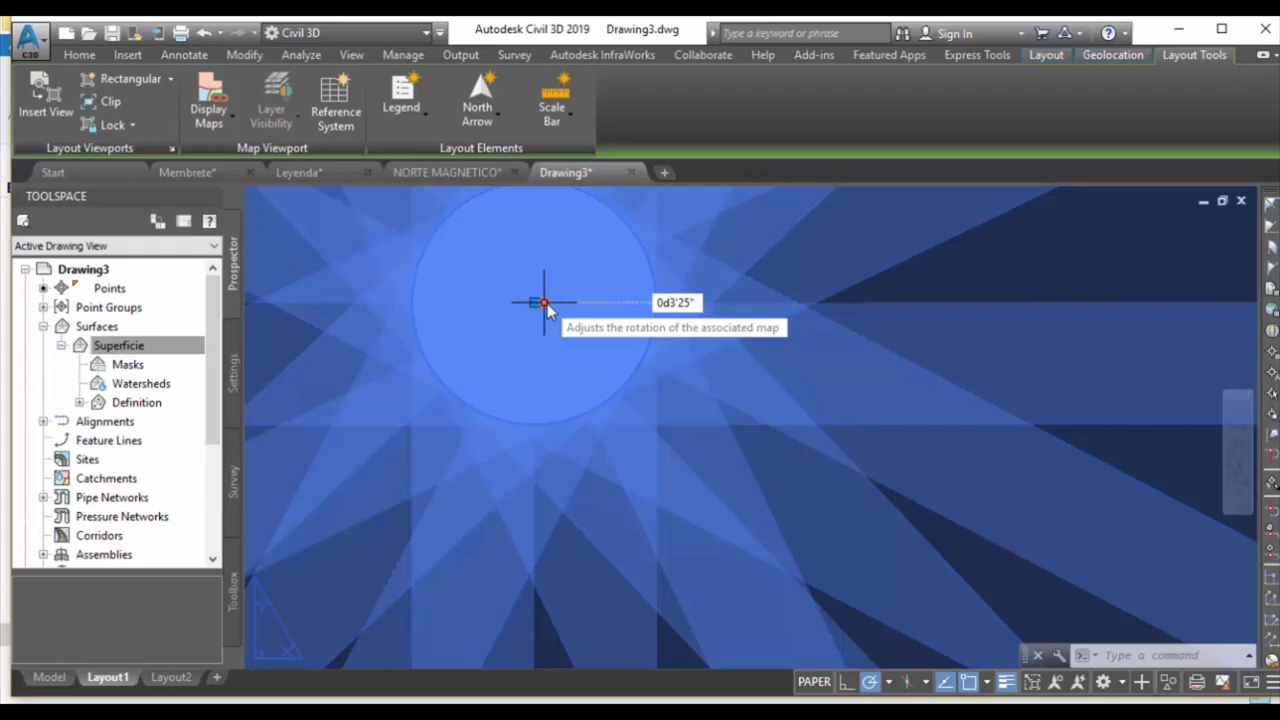 C3D
Civil 3D
Autodesk Civil 3D 2019 Drawing3.dwg
Type a keyword or phrase
Sign In
Home Insert Annotate Modify Analyze View Manage Output Survey Autodesk InfraWorks Collaborate Help Add-ins Featured Apps Express Tools Layout Geolocation Layout Tools
Insert View
Rectangular
Clip
Lock
Display Maps
Layer Visibility
Reference System
Legend
North Arrow
Scale Bar
Layout Viewports Map Viewport Layout Elements
Start Membrete* Leyenda* NORTE MAGNETICO* Drawing3*
TOOLSPACE
Active Drawing View
Drawing3
Points
Point Groups
Surfaces
Superficie
Masks
Watersheds
Definition
Alignments
Feature Lines
Sites
Catchments
Pipe Networks
Pressure Networks
Corridors
Assemblies
Prospector
Settings
Survey
Toolbox
0d3'25"
Adjusts the rotation of the associated map
Type a command
Model Layout1 Layout2
PAPER